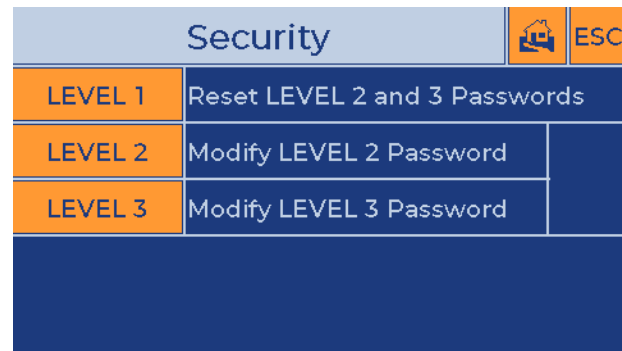 Security
ESC
LEVEL 1 Reset LEVEL 2 and 3 Passwords
LEVEL 2 Modify LEVEL 2 Password
LEVEL 3 Modify LEVEL 3 Password